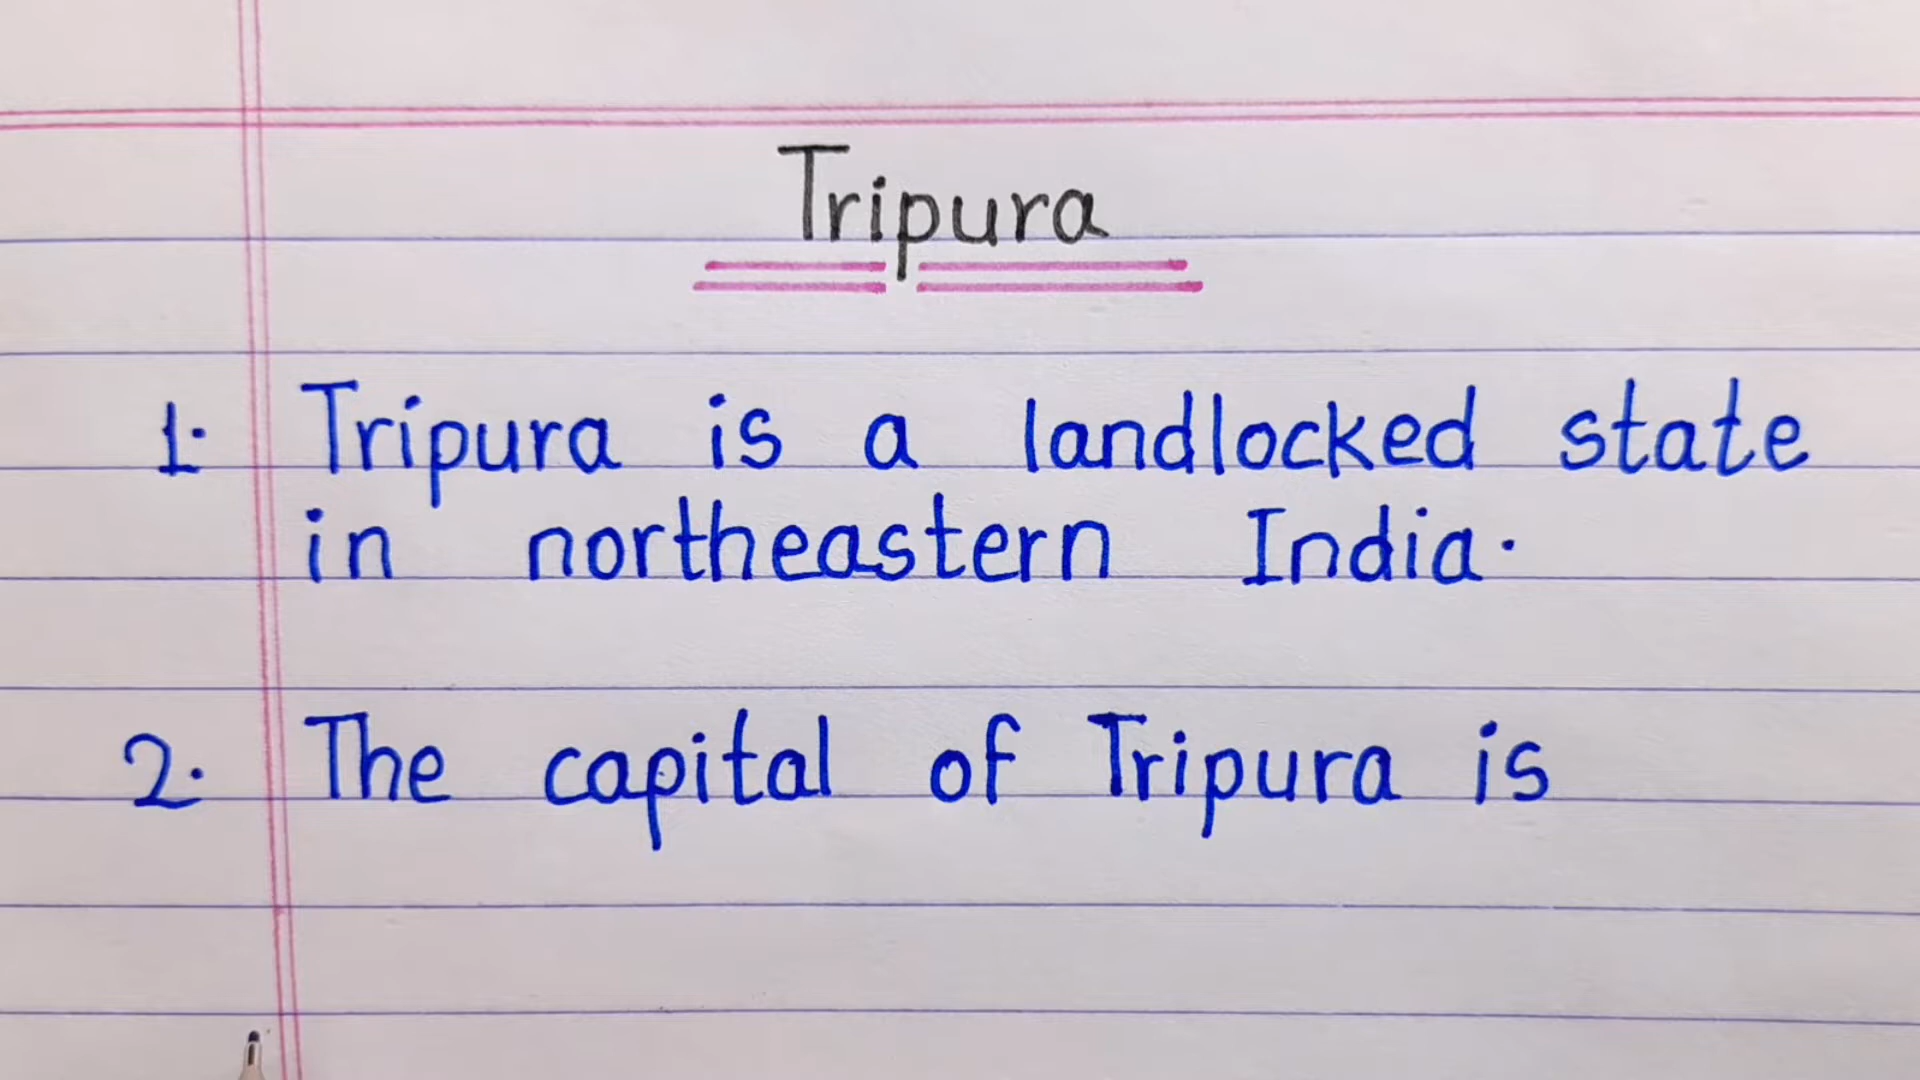 Tripura
1. Tripura is a landlocked state
in northeastern India.
2. The capital of Tripura is